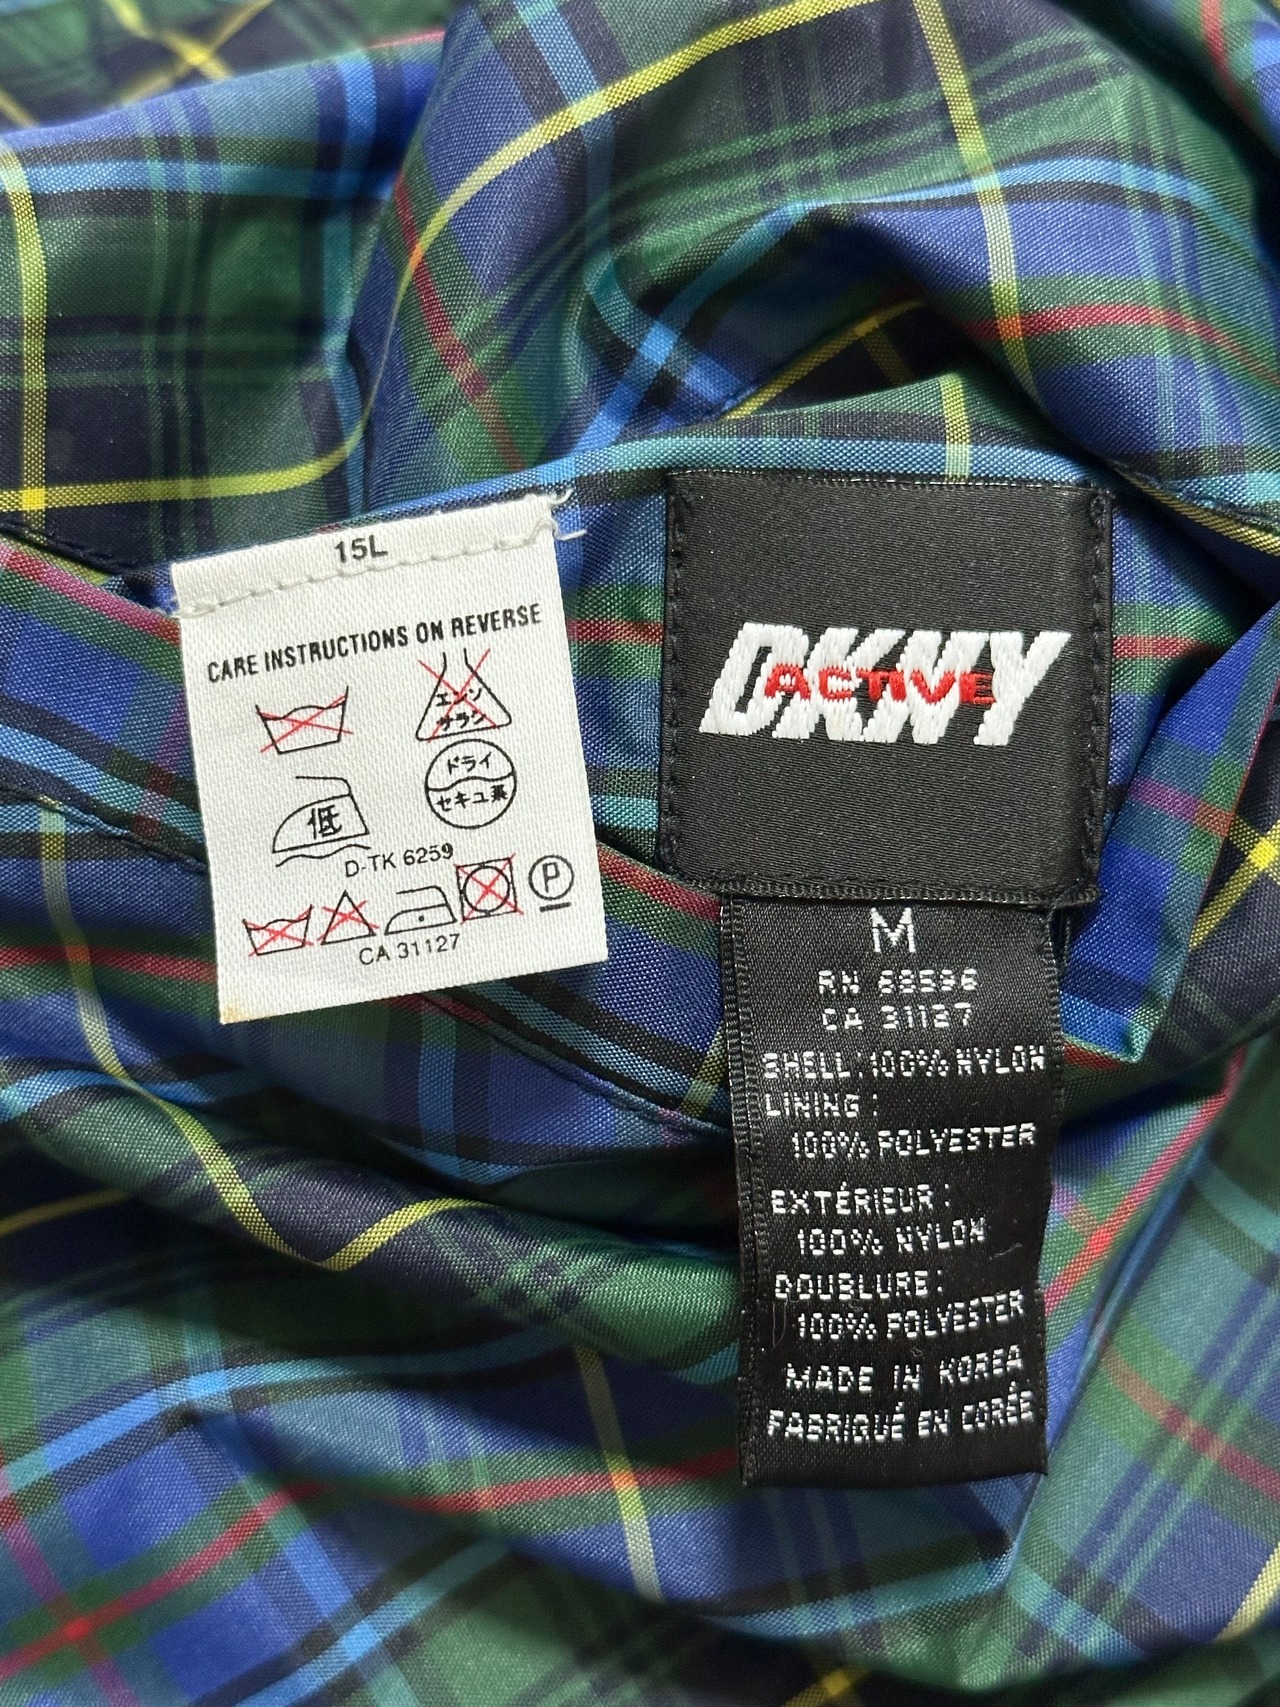 15L
CARE INSTRUCTIONS ON REVERSE
エンソ
サラシ
ドライ
セキユ系
低
D-TK 6259
P
CA 31127
DKNY
ACTIVE
M
RN
CA 31127
SHELL: 100% NYLON
LINING:
100% POLYESTER
EXTÉRIEUR:
100% NYLON
DOUBLURE:
100% POLYESTER
MADE IN KOREA
FABRIQUÉ EN CORÉE